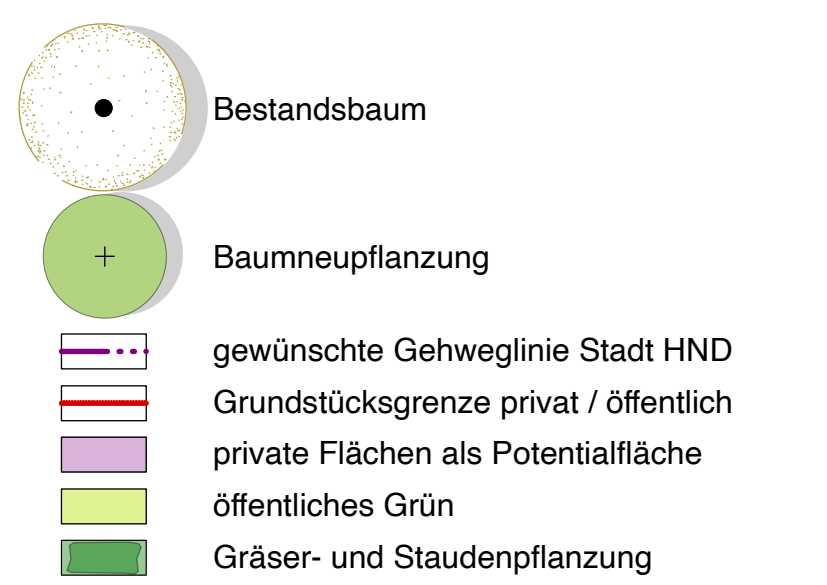 Bestandsbaum
Baumneupflanzung
gewünschte Gehweglinie Stadt HND
Grundstücksgrenze privat / öffentlich
private Flächen als Potentialfläche
öffentliches Grün
Gräser- und Staudenpflanzung